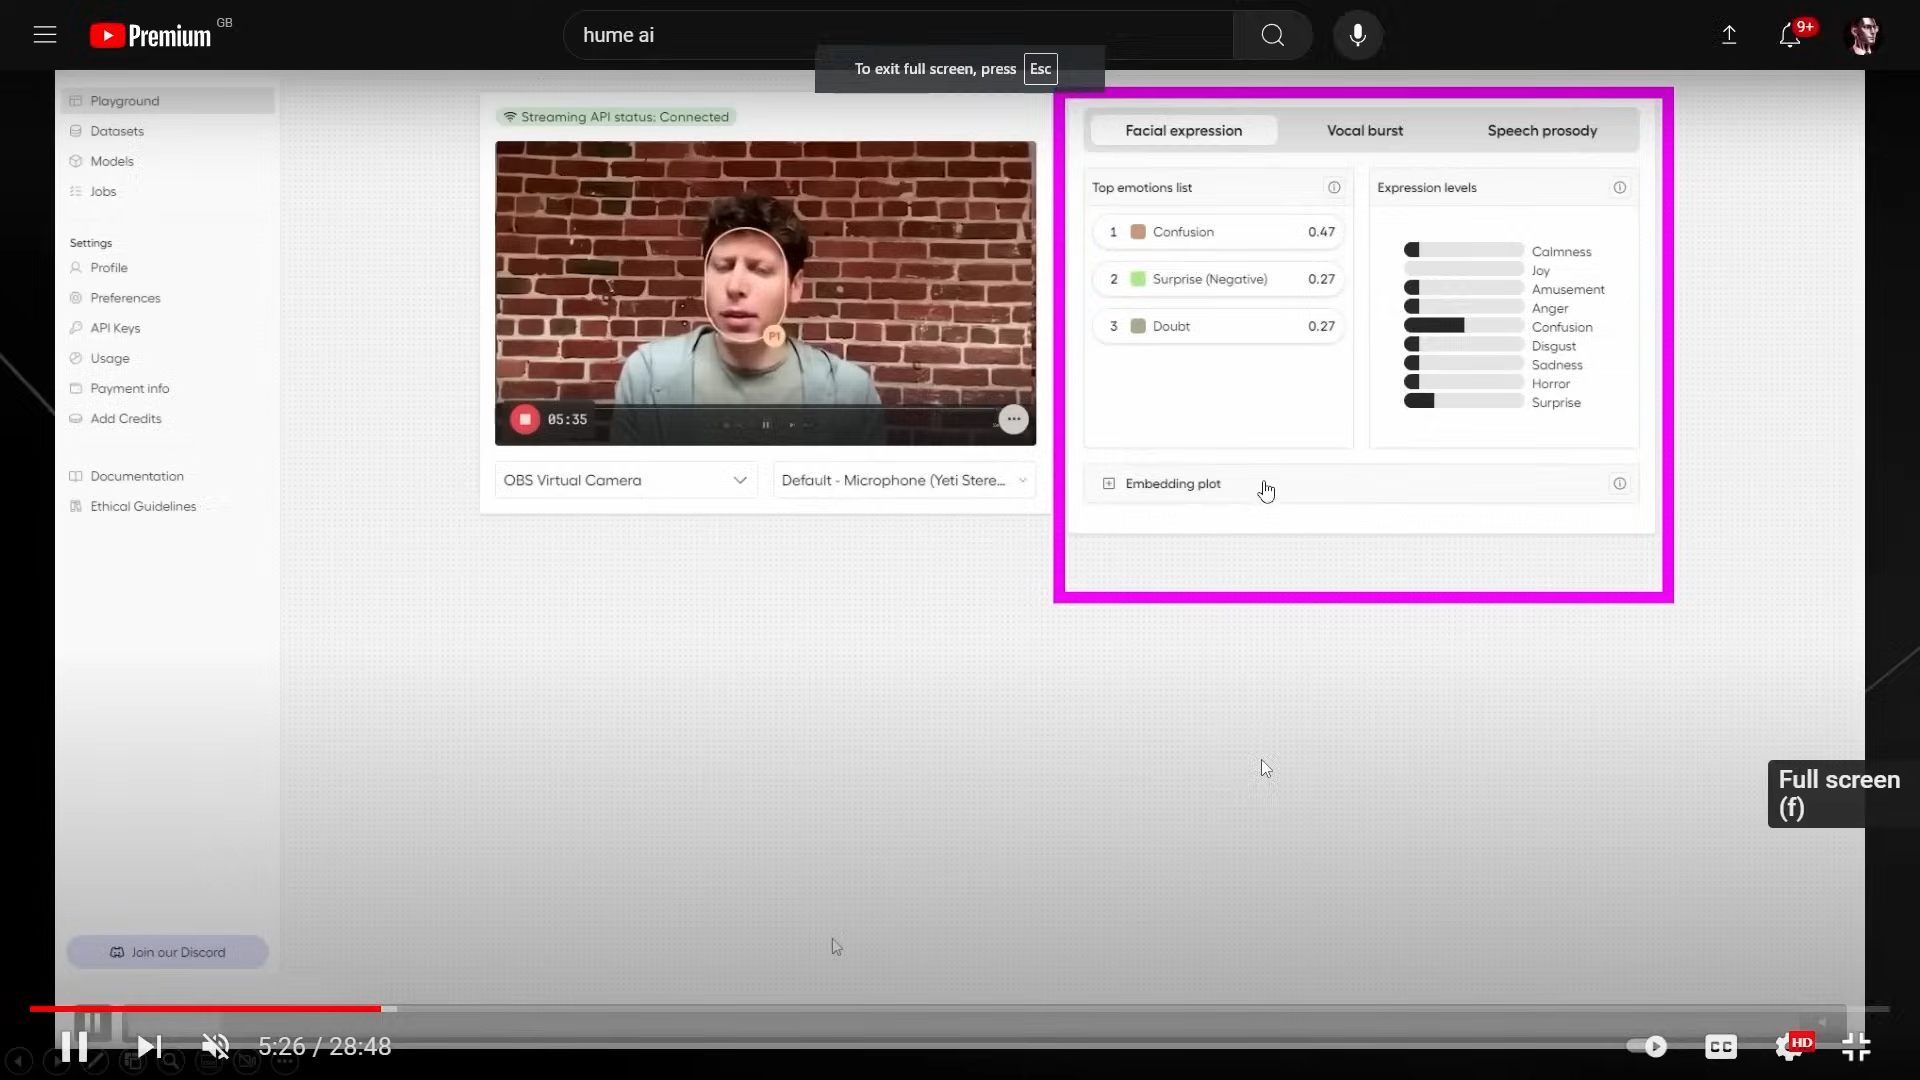 Premium
GB
hume ai
9+
To exit full screen, press Esc
Playground
Datasets
Models
Jobs
Settings
Profile
Preferences
API Keys
Usage
Payment info
Add Credits
Documentation
Ethical Guidelines
Join our Discord
Streaming API status: Connected
P1
05:35
OBS Virtual Camera
Default - Microphone (Yeti Stere...
Facial expression
Vocal burst
Speech prosody
Top emotions list
1 Confusion 0.47
2 Surprise (Negative) 0.27
3 Doubt 0.27
Expression levels
Calmness
Joy
Amusement
Anger
Confusion
Disgust
Sadness
Horror
Surprise
Embedding plot
Full screen
(f)
5:26 / 28:48
CC
HD